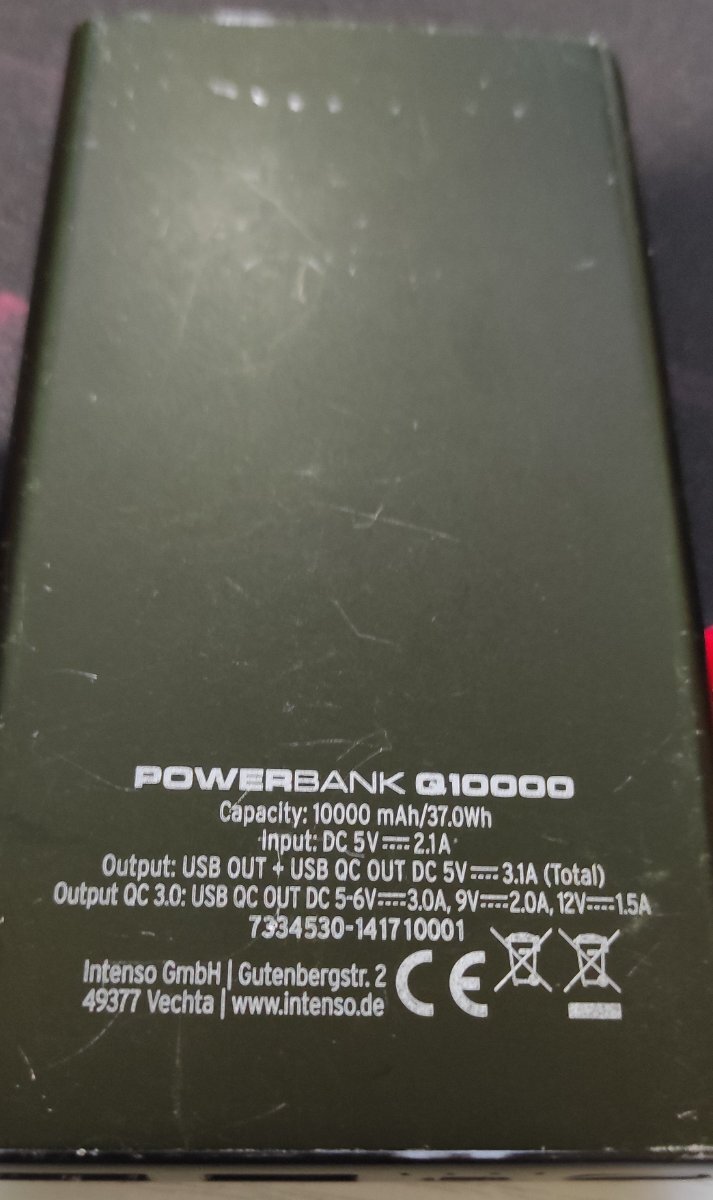 POWERBANK Q10000
Capacity: 10000 mAh/37.0Wh
Input: DC 5V⎓2.1A
Output: USB OUT + USB QC OUT DC 5V⎓3.1A (Total)
Output QC 3.0: USB QC OUT DC 5-6V⎓3.0A, 9V⎓2.0A, 12V⎓1.5A
7334530-141710001
Intenso GmbH | Gutenbergstr. 2
49377 Vechta | www.intenso.de
CE